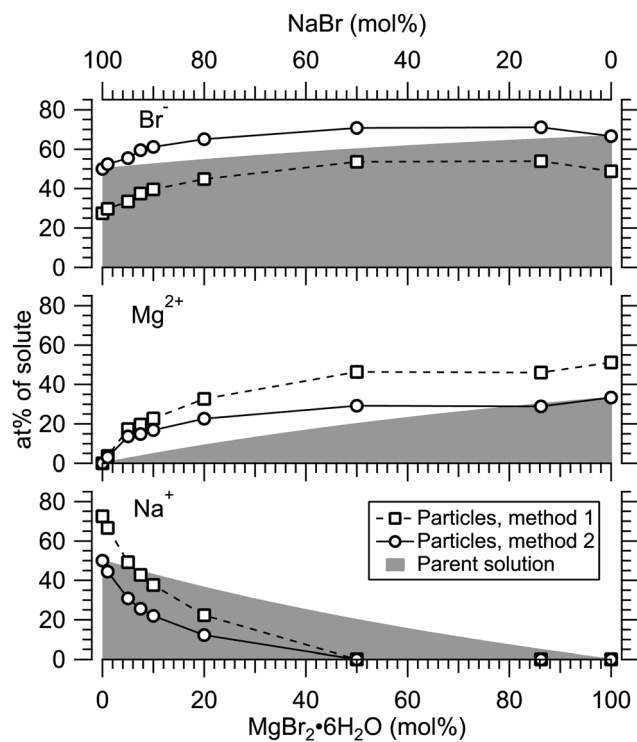 NaBr (mol%)
100 80 60 40 20 0
80
60
40
20
0
Br⁻
80
60
40
20
0
Mg²⁺
at% of solute
80
60
40
20
0
Na⁺
Particles, method 1
Particles, method 2
Parent solution
0 20 40 60 80 100
MgBr₂•6H₂O (mol%)